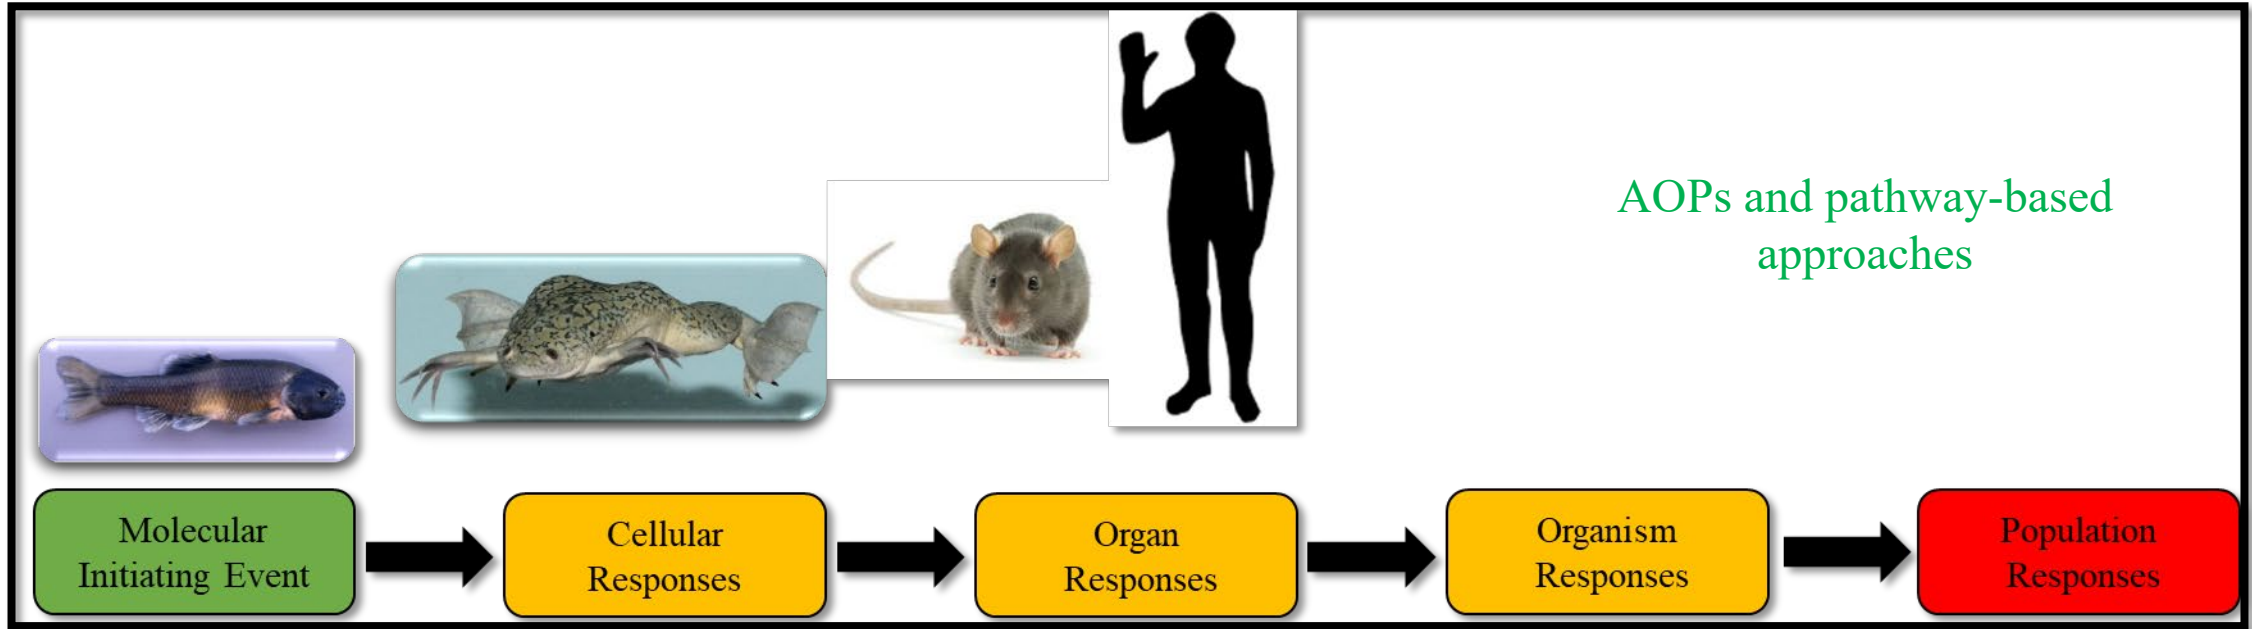 AOPs and pathway-based
approaches
Molecular
Initiating Event
Cellular
Responses
Organ
Responses
Organism
Responses
Population
Responses